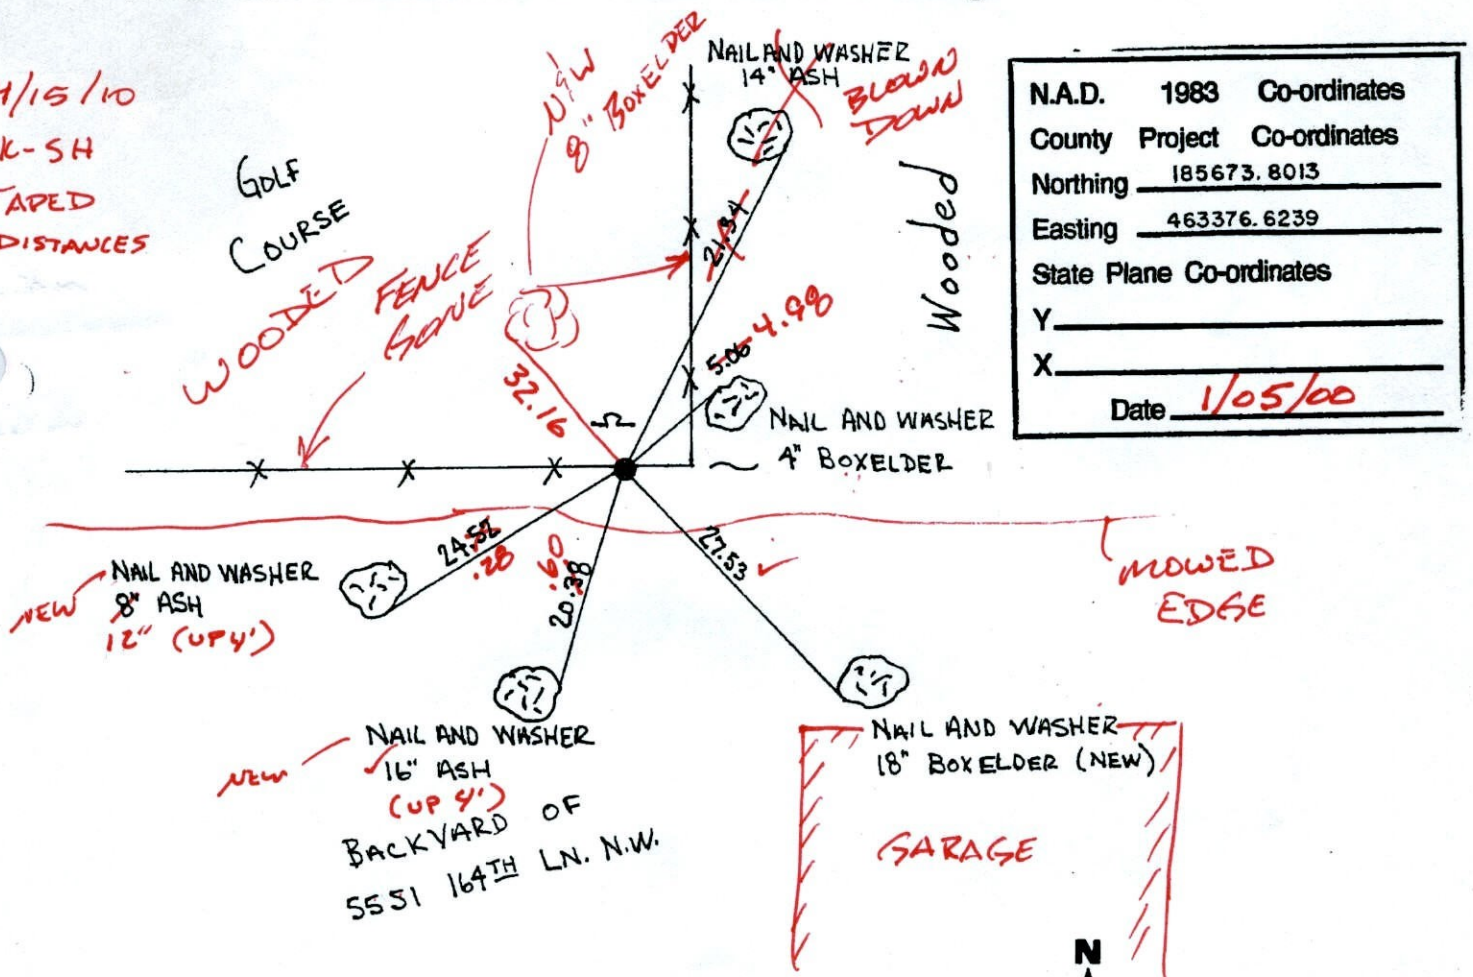 /15/10
K-SH
TAPED
DISTANCES
GOLF
COURSE
WOODED
FENCE
GONE
N&W
8" BOXELDER
NAIL AND WASHER
14" ASH
BLOWN
DOWN
Wooded
21.34
5.06 4.98
32.16
NAIL AND WASHER
4" BOXELDER
N.A.D. 1983 Co-ordinates
County Project Co-ordinates
Northing 185673.8013
Easting 463376.6239
State Plane Co-ordinates
Y
X
Date 1/05/00
24.52
.28
.60
20.38
27.53 ✓
MOWED
EDGE
NEW
NAIL AND WASHER
8" ASH
12" (UP 4')
NEW
NAIL AND WASHER
✓ 16" ASH
(UP 4')
BACKYARD OF
5551 164TH LN. N.W.
NAIL AND WASHER
18" BOXELDER (NEW)
GARAGE
N